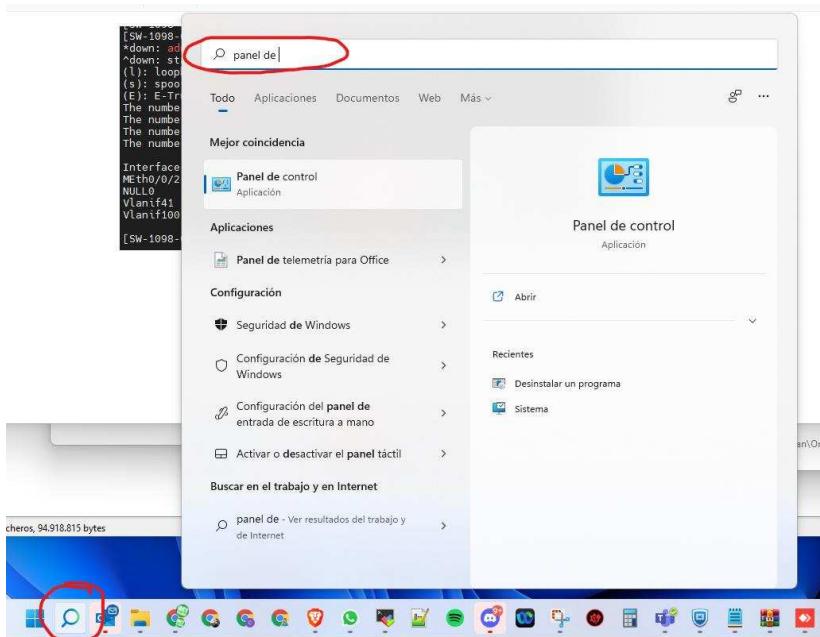 [SW-1098-
*down: ad
^down: st
(l): loop
(s): spoo
(E): E-Tr
The numbe
The numbe
The numbe
The numbe
Interface
MEth0/0/2
NULL0
Vlanif41
Vlanif100
[SW-1098-
panel de
Todo Aplicaciones Documentos Web Más
Mejor coincidencia
Panel de control
Aplicación
Aplicaciones
Panel de telemetría para Office
Configuración
Seguridad de Windows
Configuración de Seguridad de
Windows
Configuración del panel de
entrada de escritura a mano
Activar o desactivar el panel táctil
Buscar en el trabajo y en Internet
panel de - Ver resultados del trabajo y
de Internet
Panel de control
Aplicación
Abrir
Recientes
Desinstalar un programa
Sistema
an\Or
cheros, 94.918.815 bytes